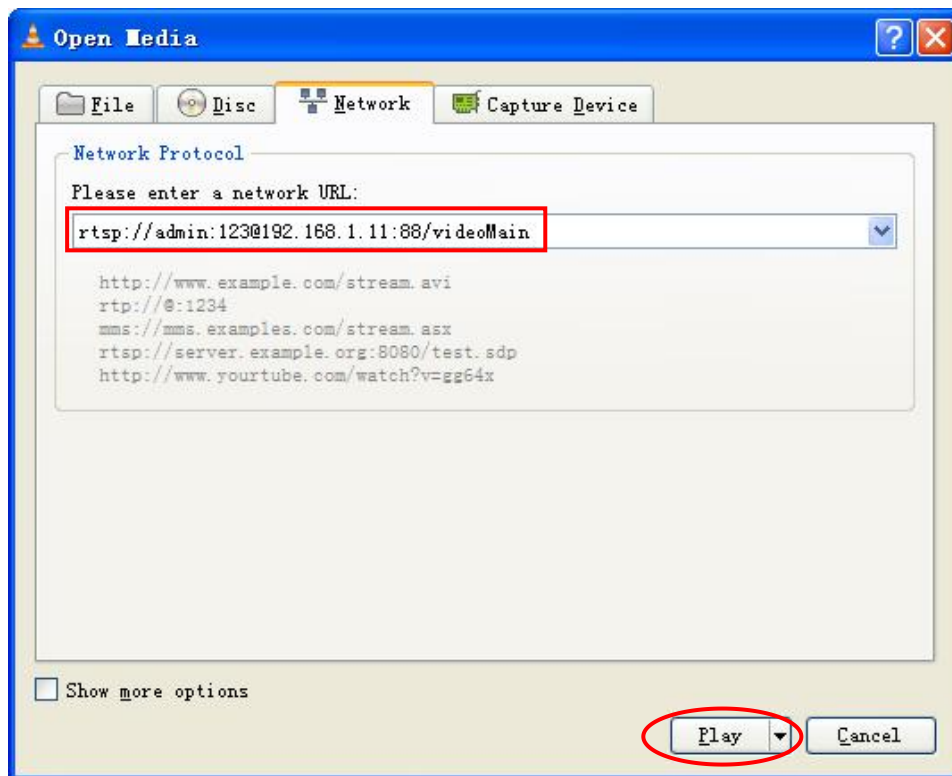 Open Media
File
Disc
Network
Capture Device
Network Protocol
Please enter a network URL:
rtsp://admin:123@192.168.1.11:88/videoMain
http://www.example.com/stream.avi
rtp://@:1234
mms://mms.examples.com/stream.asx
rtsp://server.example.org:8080/test.sdp
http://www.yourtube.com/watch?v=gg64x
Show more options
Play
Cancel